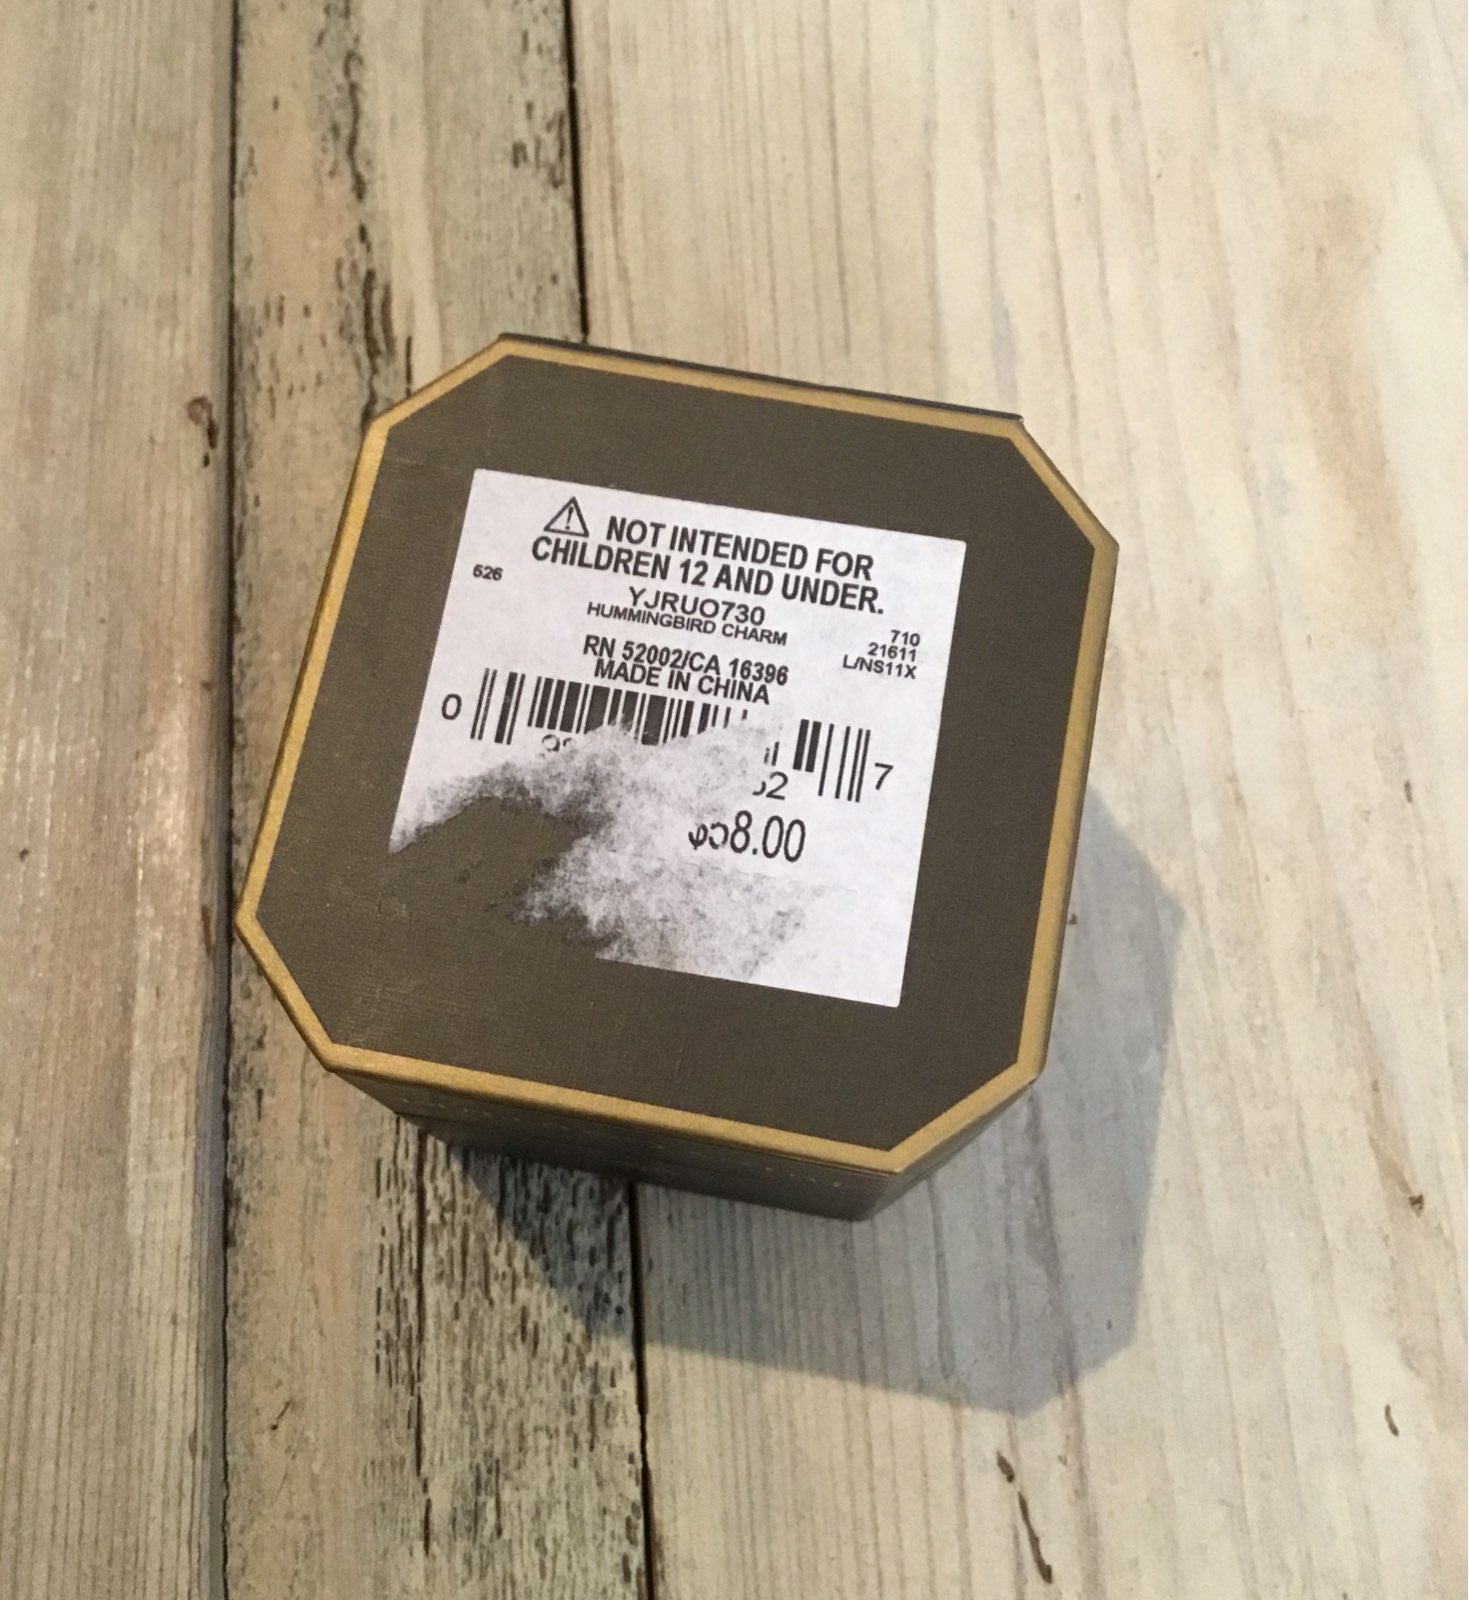 NOT INTENDED FOR
CHILDREN 12 AND UNDER.
626
YJRUO730
HUMMINGBIRD CHARM
710
21611
L/NS11X
RN 52002/CA 16396
MADE IN CHINA
0
2 7
8.00